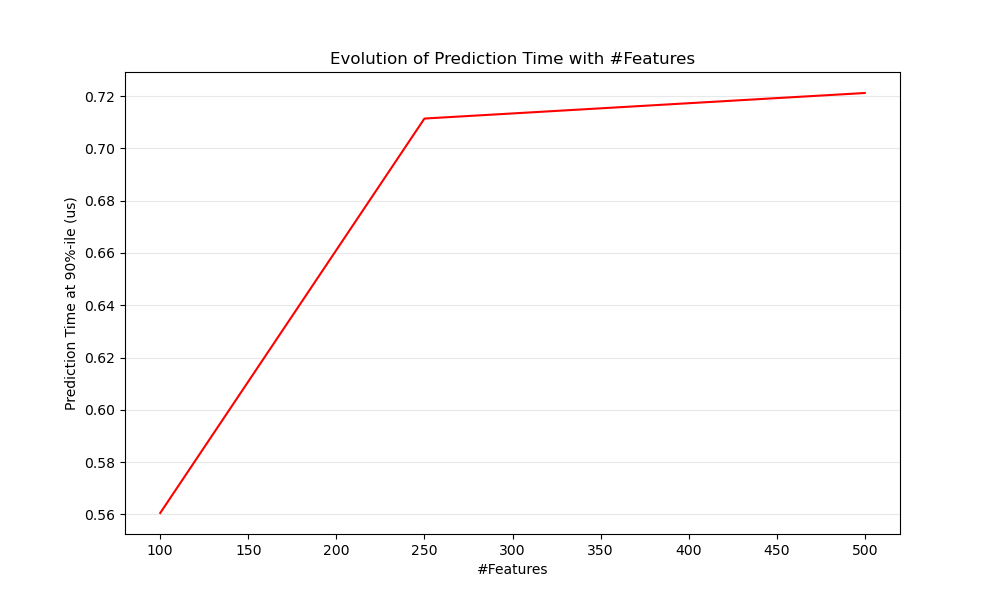 Evolution of Prediction Time with #Features
Prediction Time at 90%-ile (us)
0.72
0.70
0.68
0.66
0.64
0.62
0.60
0.58
0.56
100 150 200 250 300 350 400 450 500
#Features